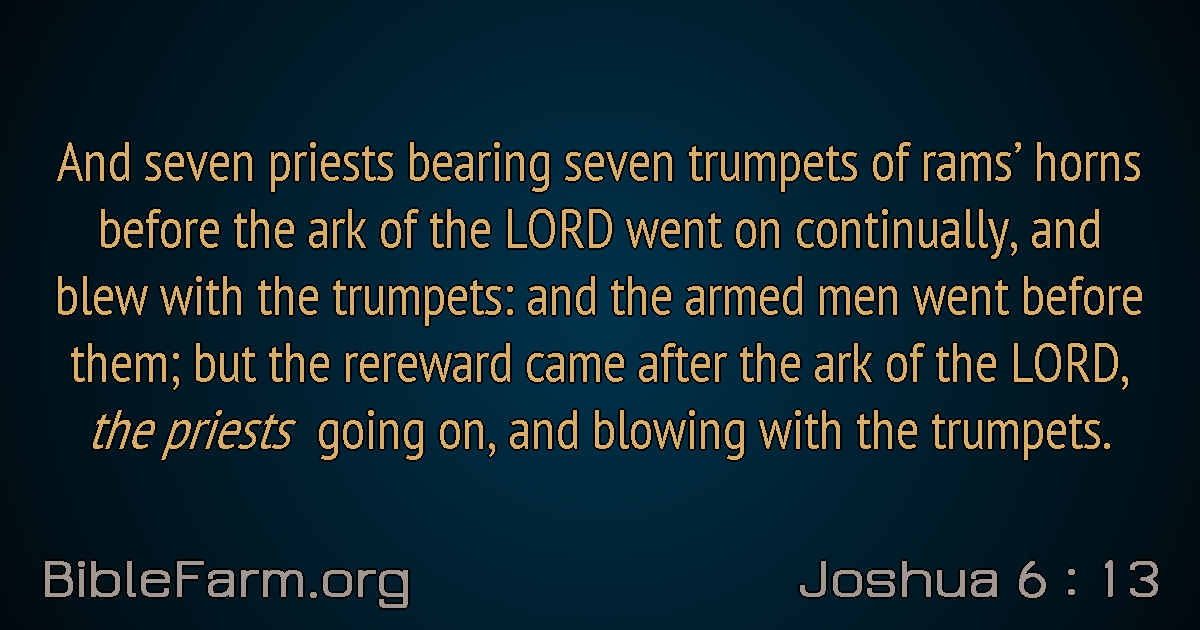 And seven priests bearing seven trumpets of rams’ horns
before the ark of the LORD went on continually, and
blew with the trumpets: and the armed men went before
them; but the rereward came after the ark of the LORD,
the priests going on, and blowing with the trumpets.
BibleFarm.org
Joshua 6 : 13